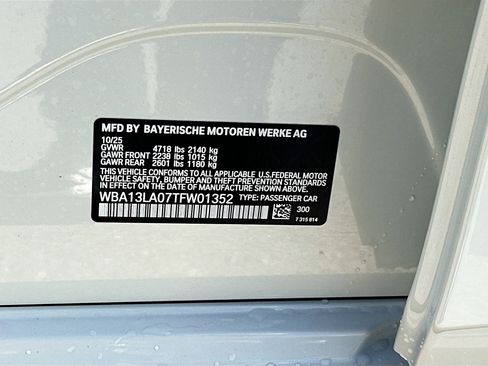 MFD BY BAYERISCHE MOTOREN WERKE AG
10/25
GVWR 4718 lbs 2140 kg
GAWR FRONT 2238 lbs 1015 kg
GAWR REAR 2601 lbs 1180 kg
THIS VEHICLE CONFORMS TO ALL APPLICABLE U.S.FEDERAL MOTOR
VEHICLE SAFETY, BUMPER, AND THEFT PREVENTION STANDARDS
IN EFFECT ON THE DATE OF MANUFACTURE SHOWN ABOVE.
WBA13LA07TFW01352 TYPE: PASSENGER CAR
300
7 315 814